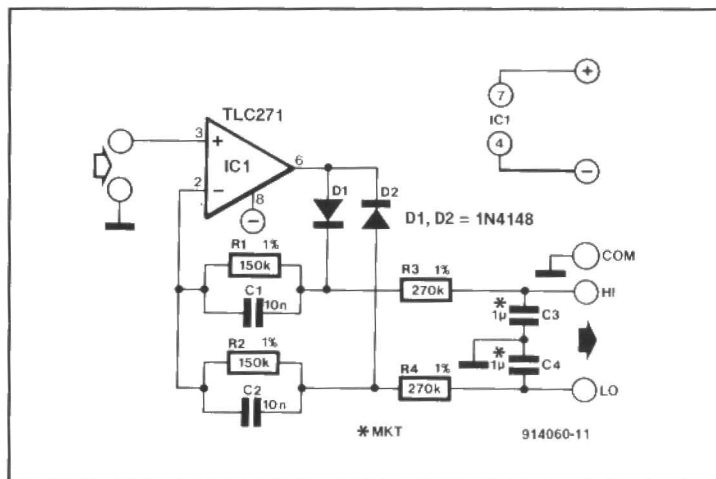 TLC271
3
+
IC1
2
−
6
8
−
7
IC1
4
+
−
D1
D2
D1, D2 = 1N4148
R1 1%
150k
C1
10n
R2 1%
150k
C2
10n
R3 1%
270k
R4 1%
270k
COM
HI
*
1µ
C3
*
1µ
C4
LO
*MKT
914060-11